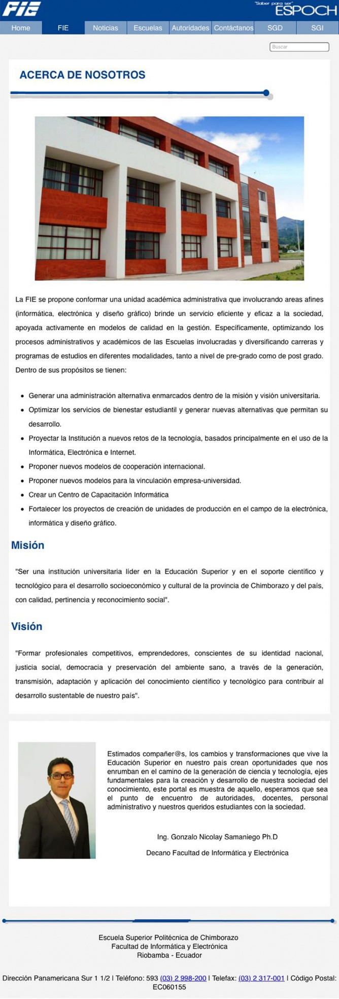 FIE
"Saber para ser"
ESPOCH
Home FIE Noticias Escuelas Autoridades Contáctanos SGD SGI
Buscar
ACERCA DE NOSOTROS
La FIE se propone conformar una unidad académica administrativa que involucrando areas afines
(informática, electrónica y diseño gráfico) brinde un servicio eficiente y eficaz a la sociedad,
apoyada activamente en modelos de calidad en la gestión. Específicamente, optimizando los
procesos administrativos y académicos de las Escuelas involucradas y diversificando carreras y
programas de estudios en diferentes modalidades, tanto a nivel de pre-grado como de post grado.
Dentro de sus propósitos se tienen:
• Generar una administración alternativa enmarcados dentro de la misión y visión universitaria.
• Optimizar los servicios de bienestar estudiantil y generar nuevas alternativas que permitan su
desarrollo.
• Proyectar la Institución a nuevos retos de la tecnología, basados principalmente en el uso de la
Informática, Electrónica e Internet.
• Proponer nuevos modelos de cooperación internacional.
• Proponer nuevos modelos para la vinculación empresa-universidad.
• Crear un Centro de Capacitación Informática
• Fortalecer los proyectos de creación de unidades de producción en el campo de la electrónica,
informática y diseño gráfico.
Misión
"Ser una institución universitaria líder en la Educación Superior y en el soporte científico y
tecnológico para el desarrollo socioeconómico y cultural de la provincia de Chimborazo y del país,
con calidad, pertinencia y reconocimiento social".
Visión
"Formar profesionales competitivos, emprendedores, conscientes de su identidad nacional,
justicia social, democracia y preservación del ambiente sano, a través de la generación,
transmisión, adaptación y aplicación del conocimiento científico y tecnológico para contribuir al
desarrollo sustentable de nuestro país".
Estimados compañer@s, los cambios y transformaciones que vive la
Educación Superior en nuestro país crean oportunidades que nos
enrumban en el camino de la generación de ciencia y tecnología, ejes
fundamentales para la creación y desarrollo de nuestra sociedad del
conocimiento, este portal es muestra de aquello, esperamos que sea
el punto de encuentro de autoridades, docentes, personal
administrativo y nuestros queridos estudiantes con la sociedad.
Ing. Gonzalo Nicolay Samaniego Ph.D
Decano Facultad de Informática y Electrónica
Escuela Superior Politécnica de Chimborazo
Facultad de Informática y Electrónica
Riobamba - Ecuador
Dirección Panamericana Sur 1 1/2 | Teléfono: 593 (03) 2 998-200 | Telefax: (03) 2 317-001 | Código Postal:
EC060155